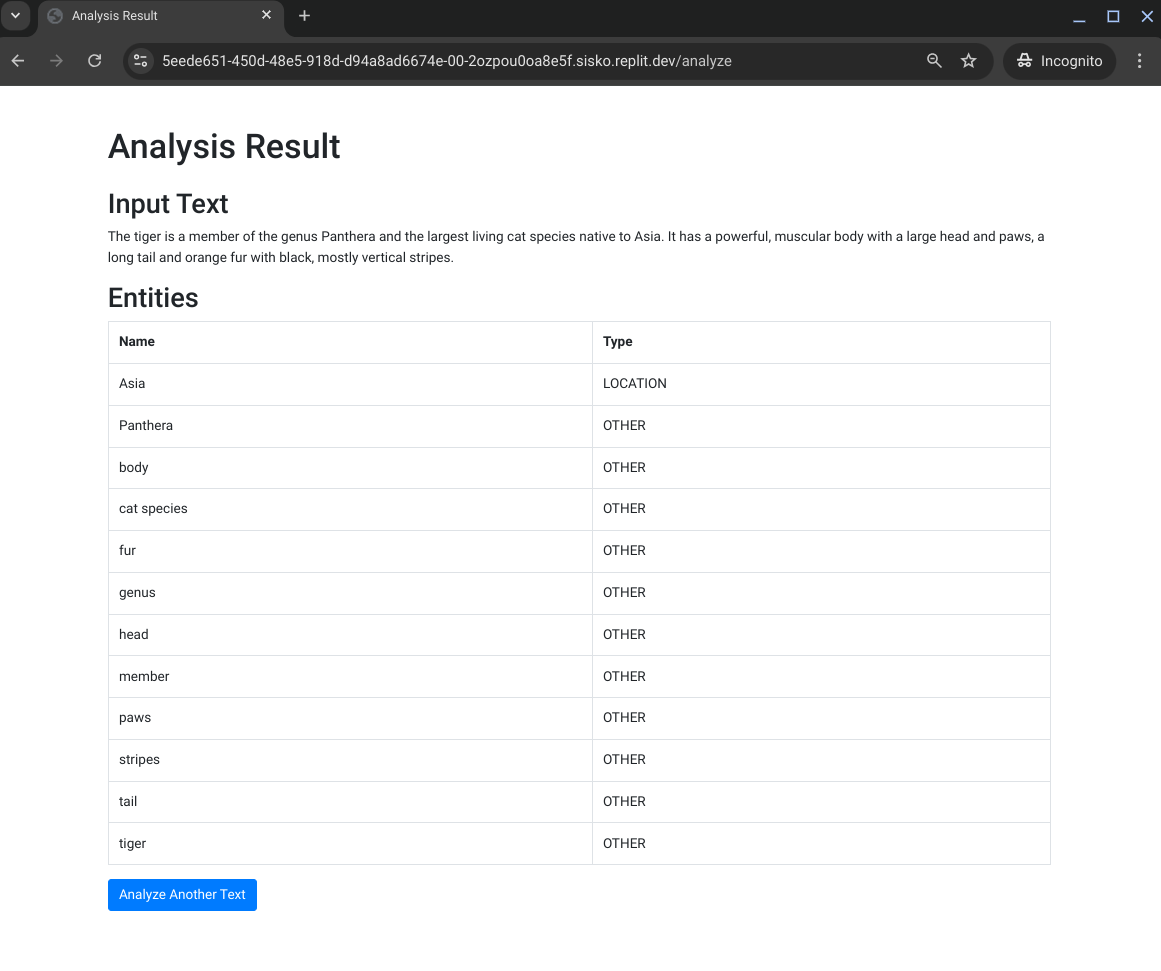 Analysis Result
5eede651-450d-48e5-918d-d94a8ad6674e-00-2ozpou0oa8e5f.sisko.replit.dev/analyze
Incognito
Analysis Result
Input Text
The tiger is a member of the genus Panthera and the largest living cat species native to Asia. It has a powerful, muscular body with a large head and paws, a
long tail and orange fur with black, mostly vertical stripes.
Entities
Name Type
Asia LOCATION
Panthera OTHER
body OTHER
cat species OTHER
fur OTHER
genus OTHER
head OTHER
member OTHER
paws OTHER
stripes OTHER
tail OTHER
tiger OTHER
Analyze Another Text